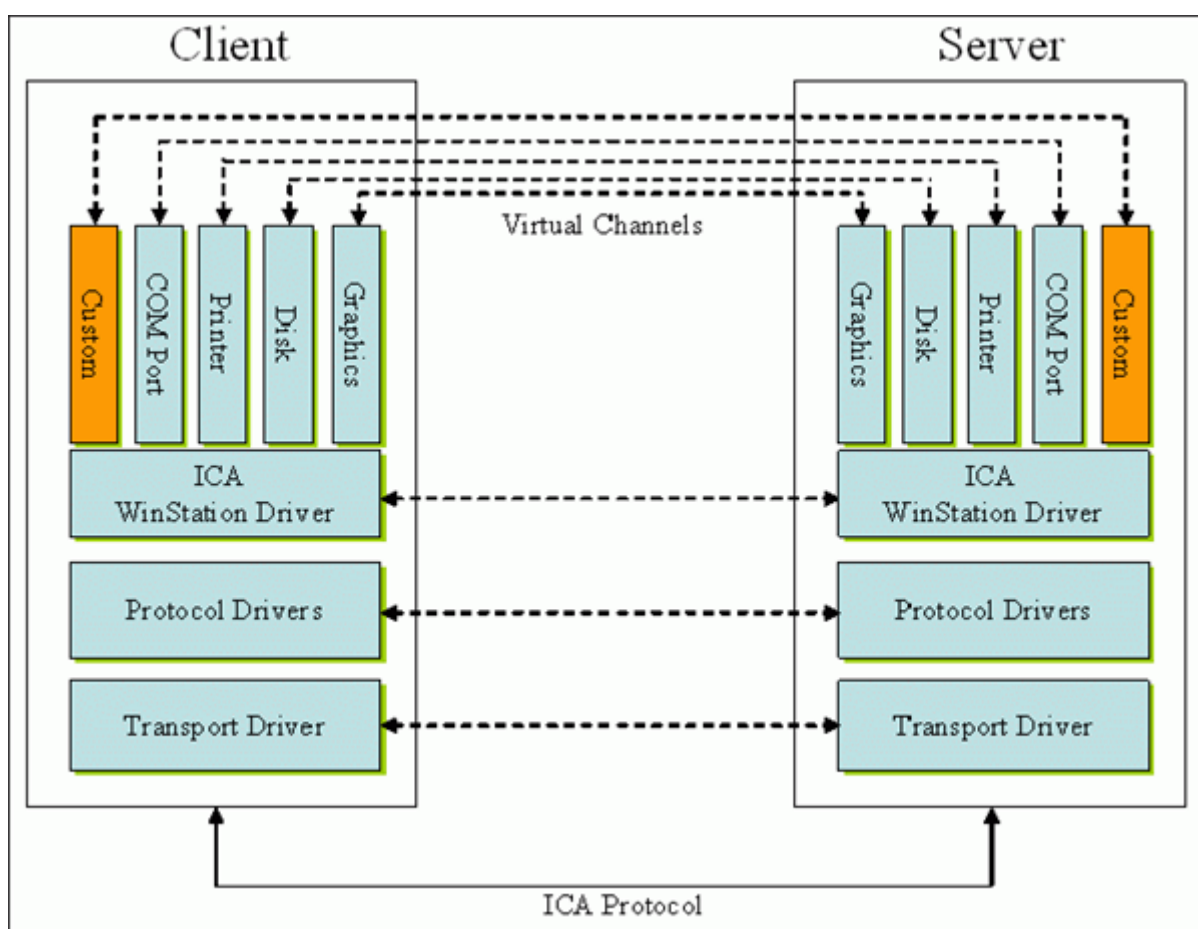 Client
Server
Virtual Channels
Custom
COM Port
Printer
Disk
Graphics
Graphics
Disk
Printer
COM Port
Custom
ICA
WinStation Driver
ICA
WinStation Driver
Protocol Drivers
Protocol Drivers
Transport Driver
Transport Driver
ICA Protocol